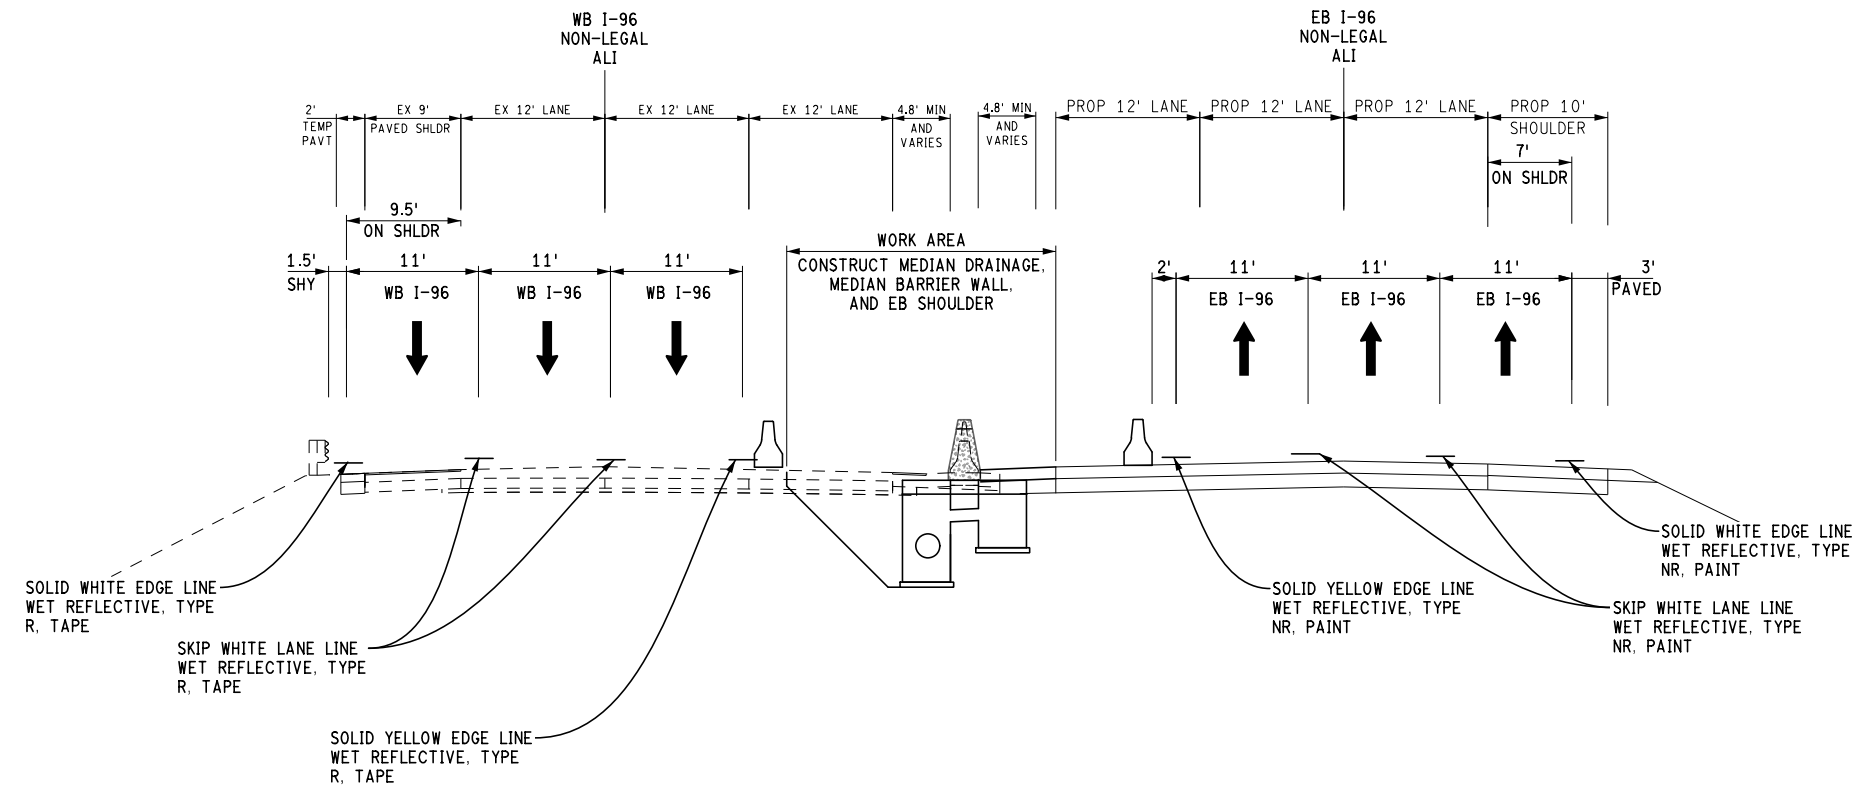 WB I-96
NON-LEGAL
ALI
EB I-96
NON-LEGAL
ALI
2'
TEMP
PAVT
EX 9'
PAVED SHLDR
EX 12' LANE
EX 12' LANE
EX 12' LANE
4.8' MIN
AND
VARIES
4.8' MIN
AND
VARIES
PROP 12' LANE
PROP 12' LANE
PROP 12' LANE
PROP 10'
SHOULDER
7'
ON SHLDR
9.5'
ON SHLDR
1.5'
SHY
11'
WB I-96
11'
WB I-96
11'
WB I-96
WORK AREA
CONSTRUCT MEDIAN DRAINAGE,
MEDIAN BARRIER WALL,
AND EB SHOULDER
2'
11'
EB I-96
11'
EB I-96
11'
EB I-96
3'
PAVED
SOLID WHITE EDGE LINE
WET REFLECTIVE, TYPE
R, TAPE
SKIP WHITE LANE LINE
WET REFLECTIVE, TYPE
R, TAPE
SOLID YELLOW EDGE LINE
WET REFLECTIVE, TYPE
R, TAPE
SOLID YELLOW EDGE LINE
WET REFLECTIVE, TYPE
NR, PAINT
SOLID WHITE EDGE LINE
WET REFLECTIVE, TYPE
NR, PAINT
SKIP WHITE LANE LINE
WET REFLECTIVE, TYPE
NR, PAINT